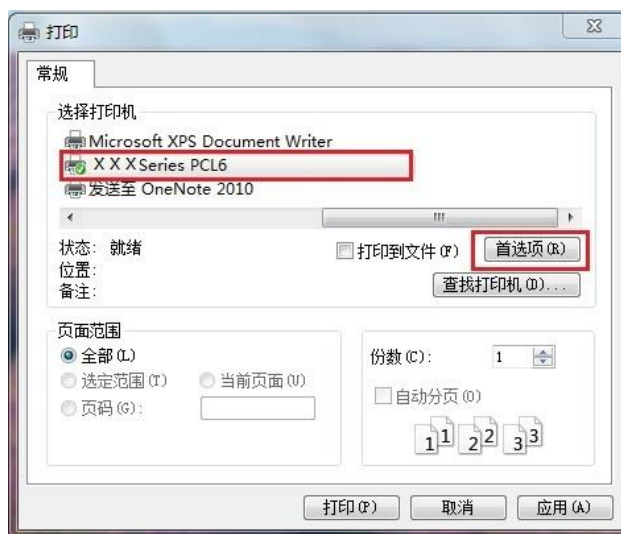 打印
常规
选择打印机
Microsoft XPS Document Writer
X X X Series PCL6
发送至 OneNote 2010
状态: 就绪
打印到文件(F)
首选项(R)
位置:
查找打印机(D)...
备注:
页面范围
全部(L)
份数(C): 1
选定范围(T)
当前页面(U)
自动分页(O)
页码(G):
1 1 2 2 3 3
打印(P)
取消
应用(A)